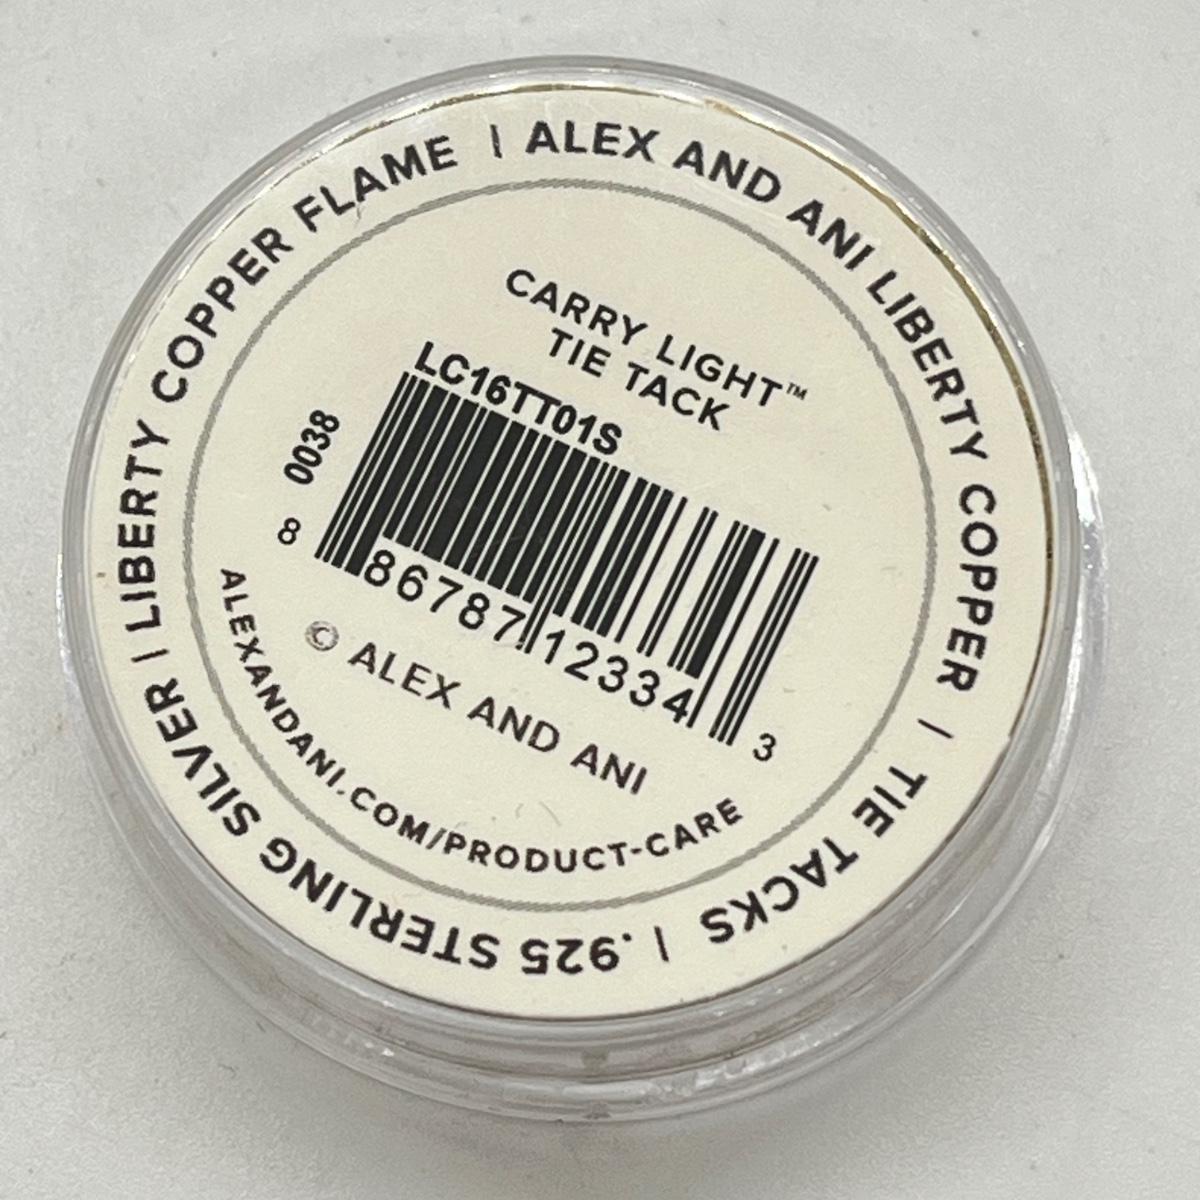 ALEX AND ANI LIBERTY COPPER | TIE TACKS | .925 STERLING SILVER | LIBERTY COPPER FLAME |
CARRY LIGHT™
TIE TACK
LC16TT01S
0038
8 86787 12334 3
© ALEX AND ANI
ALEXANDANI.COM/PRODUCT-CARE